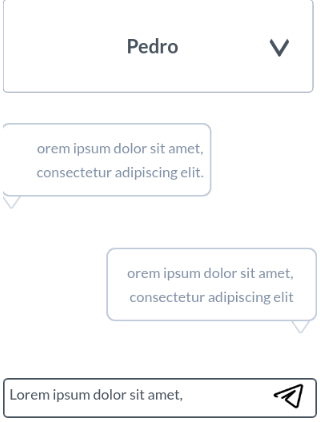 Pedro
orem ipsum dolor sit amet,
consectetur adipiscing elit.
orem ipsum dolor sit amet,
consectetur adipiscing elit
Lorem ipsum dolor sit amet,